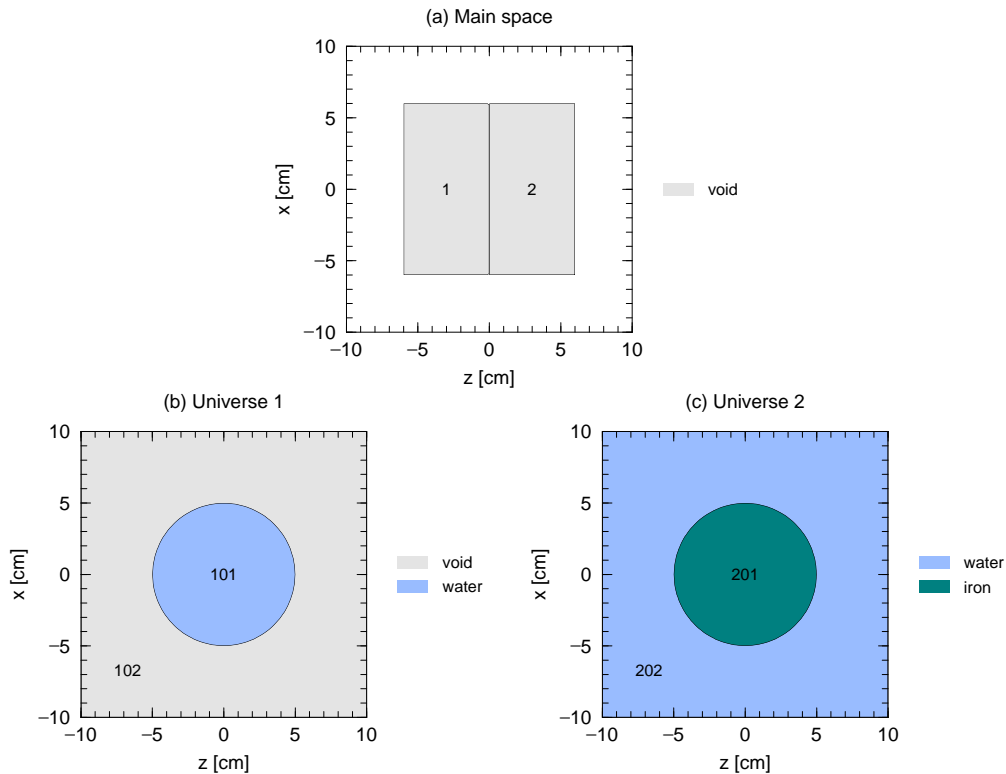 (a) Main space
10
5
0
−5
−10
−10 −5 0 5 10
x [cm]
z [cm]
1 2
void
(b) Universe 1
10
5
0
−5
−10
−10 −5 0 5 10
x [cm]
z [cm]
101
102
void
water
(c) Universe 2
10
5
0
−5
−10
−10 −5 0 5 10
x [cm]
z [cm]
201
202
water
iron